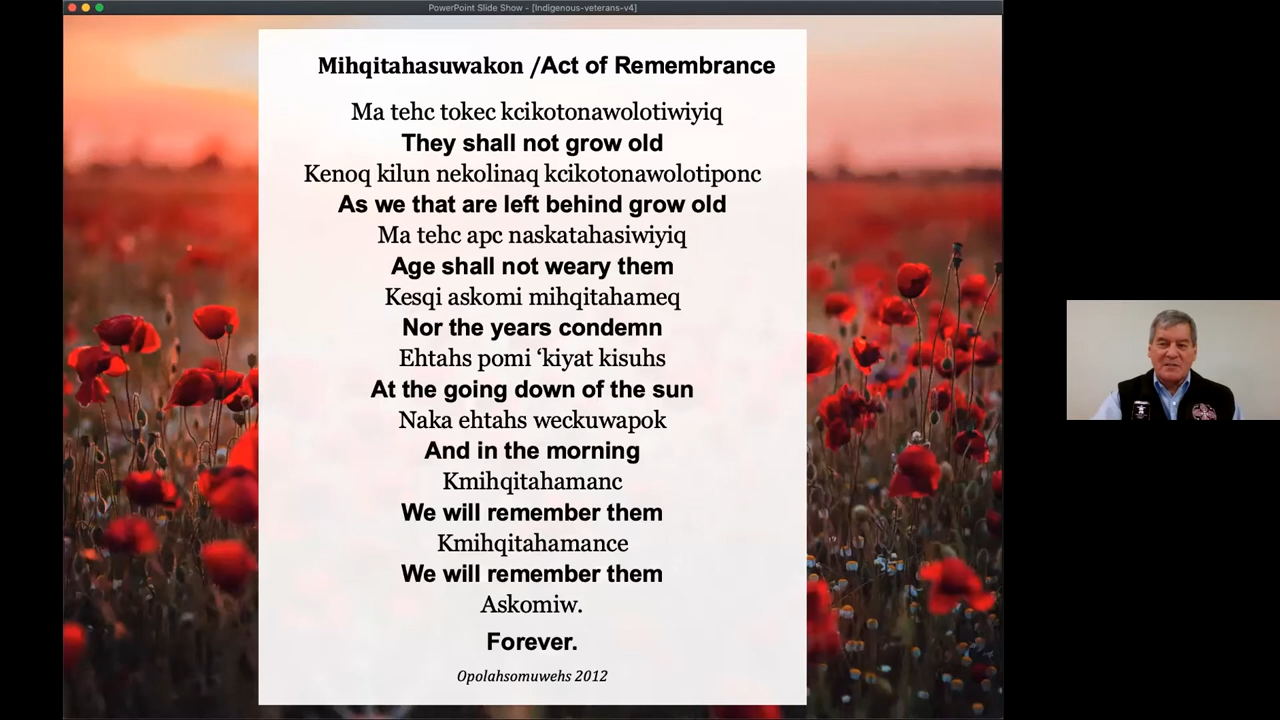 PowerPoint Slide Show - [Indigenous-veterans-v4]
Mihqitahasuwakon /Act of Remembrance
Ma tehc tokec kcikotonawolotiwiyiq
They shall not grow old
Kenoq kilun nekolinaq kcikotonawolotiponc
As we that are left behind grow old
Ma tehc apc naskatahasiwiyiq
Age shall not weary them
Kesqi askomi mihqitahameq
Nor the years condemn
Ehtahs pomi ‘kiyat kisuhs
At the going down of the sun
Naka ehtahs weckuwapok
And in the morning
Kmihqitahamanc
We will remember them
Kmihqitahamance
We will remember them
Askomiw.
Forever.
Opolahsomuwehs 2012